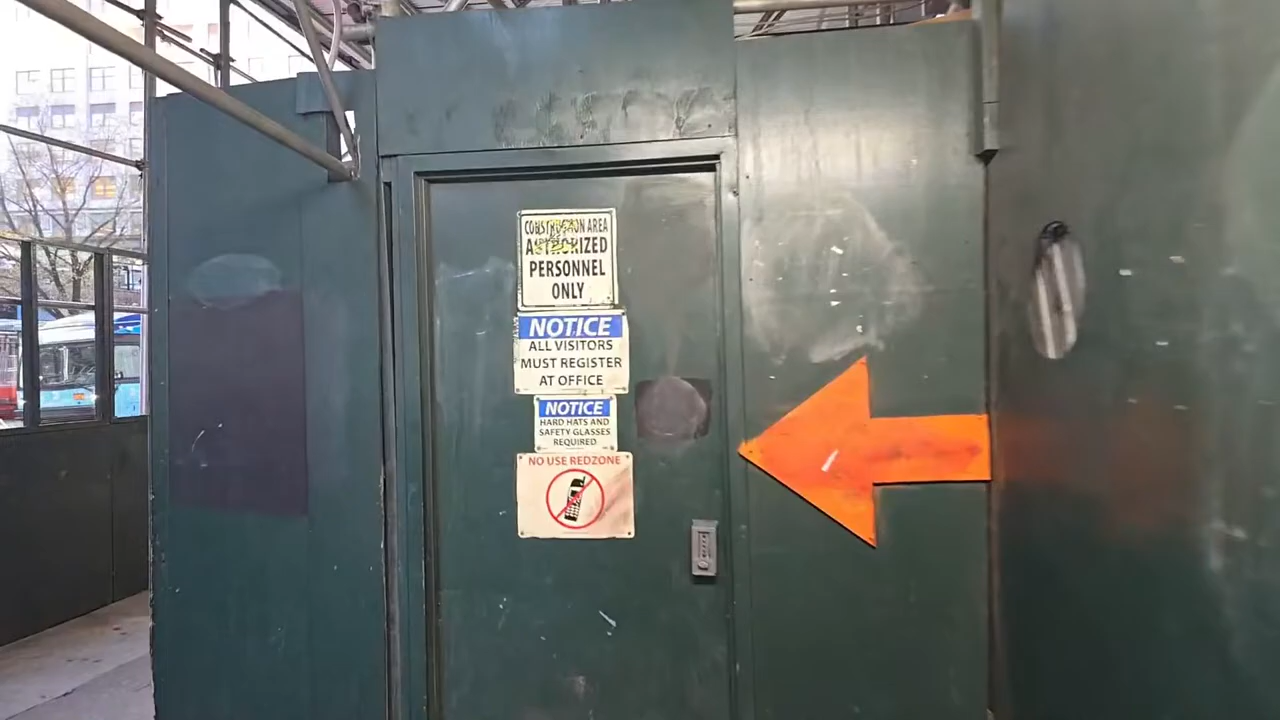 CONSTRUCTION AREA
AUTHORIZED
PERSONNEL
ONLY
NOTICE
ALL VISITORS
MUST REGISTER
AT OFFICE
NOTICE
HARD HATS AND
SAFETY GLASSES
REQUIRED
NO USE REDZONE